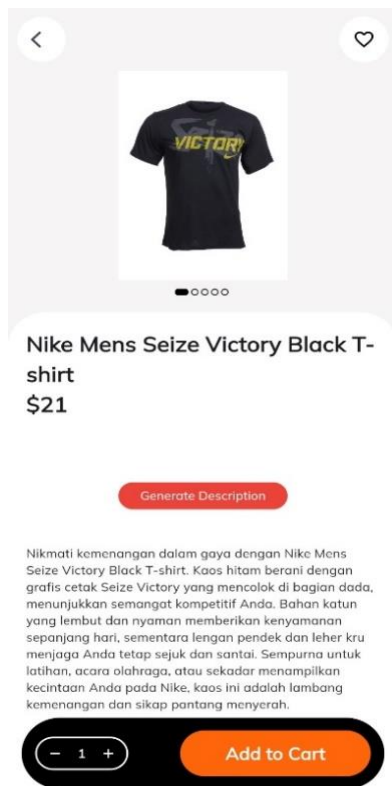 VICTORY
Nike Mens Seize Victory Black T-
shirt
$21
Generate Description
Nikmati kemenangan dalam gaya dengan Nike Mens
Seize Victory Black T-shirt. Kaos hitam berani dengan
grafis cetak Seize Victory yang mencolok di bagian dada,
menunjukkan semangat kompetitif Anda. Bahan katun
yang lembut dan nyaman memberikan kenyamanan
sepanjang hari, sementara lengan pendek dan leher kru
menjaga Anda tetap sejuk dan santai. Sempurna untuk
latihan, acara olahraga, atau sekadar menampilkan
kecintaan Anda pada Nike, kaos ini adalah lambang
kemenangan dan sikap pantang menyerah.
- 1 +
Add to Cart